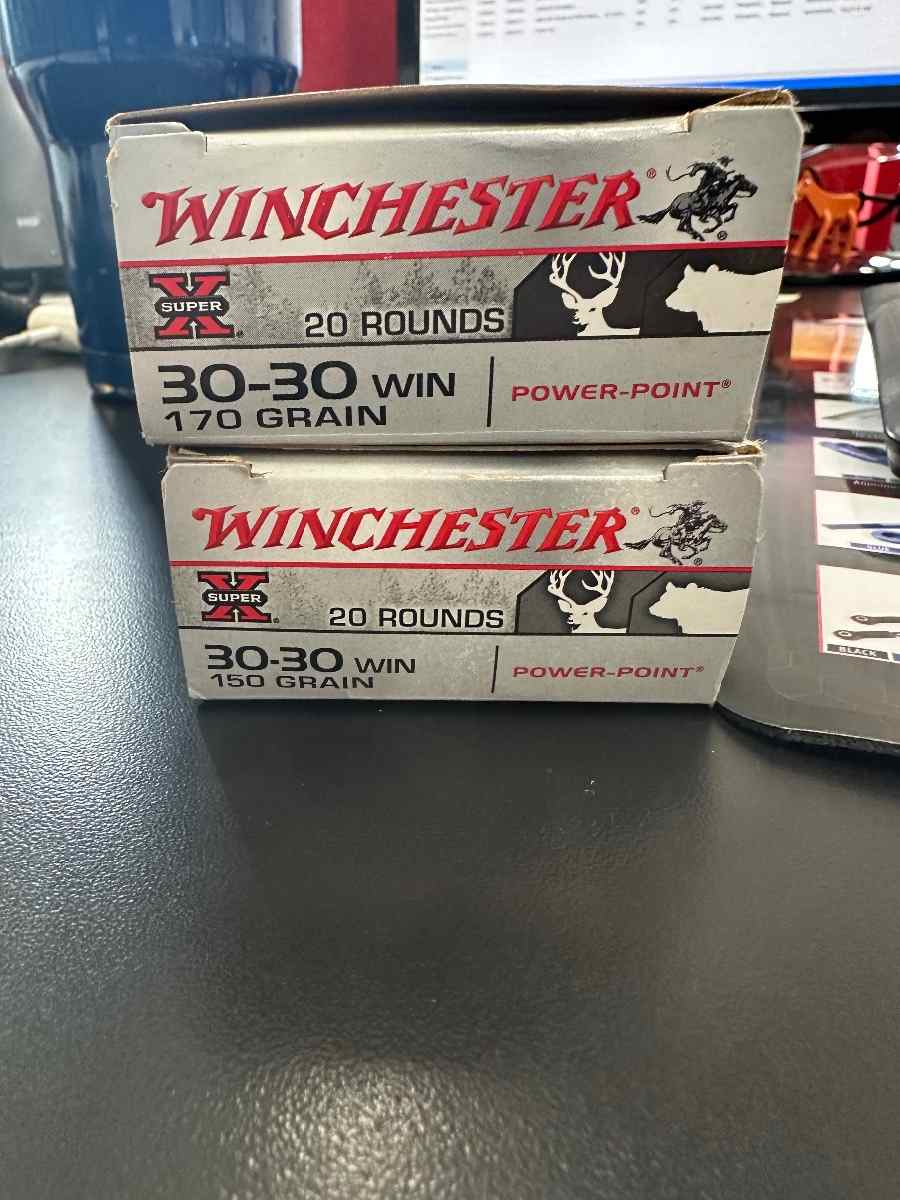 WINCHESTER®
X
SUPER®
20 ROUNDS
30-30 WIN
170 GRAIN
POWER-POINT®
WINCHESTER®
X
SUPER®
20 ROUNDS
30-30 WIN
150 GRAIN
POWER-POINT®
BLUE
BLACK